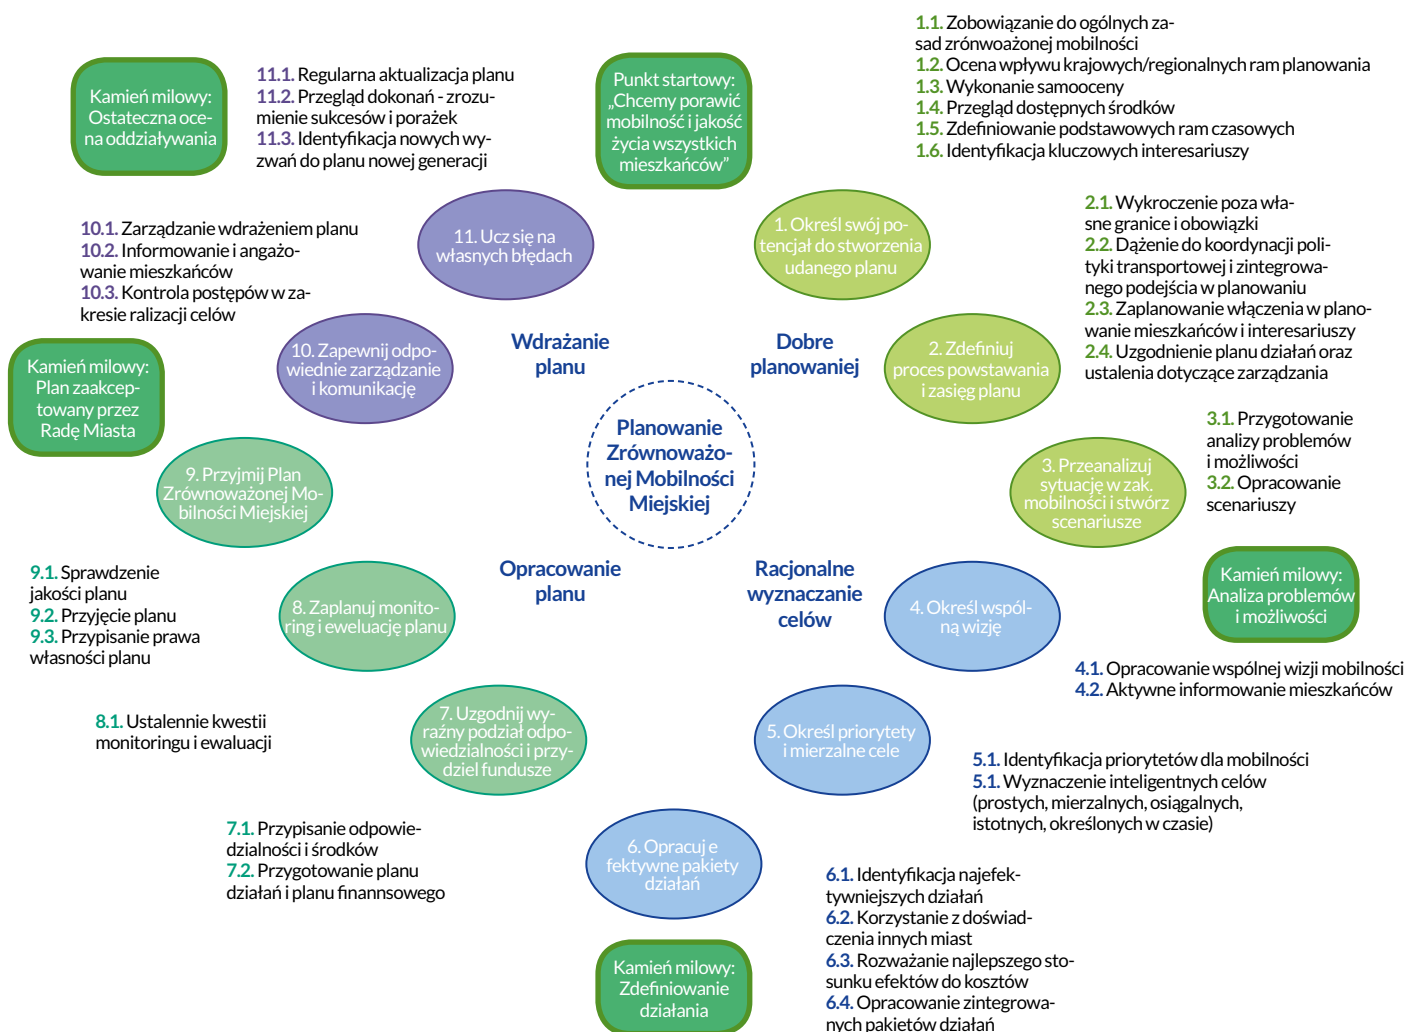 Punkt startowy:
„Chcemy porawić
mobilność i jakość
życia wszystkich
mieszkańców”
1.1. Zobowiązanie do ogólnych za-
sad zrónwoażonej mobilności
1.2. Ocena wpływu krajowych/regionalnych ram planowania
1.3. Wykonanie samooceny
1.4. Przegląd dostępnych środków
1.5. Zdefiniowanie podstawowych ram czasowych
1.6. Identyfikacja kluczowych interesariuszy
Kamień milowy:
Ostateczna oce-
na oddziaływania
11.1. Regularna aktualizacja planu
11.2. Przegląd dokonań - zrozu-
mienie sukcesów i porażek
11.3. Identyfikacja nowych wy-
zwań do planu nowej generacji
11. Ucz się na
własnych błędach
1. Określ swój po-
tencjał do stworzenia
udanego planu
2.1. Wykroczenie poza wła-
sne granice i obowiązki
2.2. Dążenie do koordynacji poli-
tyki transportowej i zintegrowa-
nego podejścia w planowaniu
2.3. Zaplanowanie włączenia w plano-
wanie mieszkańców i interesariuszy
2.4. Uzgodnienie planu działań oraz
ustalenia dotyczące zarządzania
10.1. Zarządzanie wdrażeniem planu
10.2. Informowanie i angażo-
wanie mieszkańców
10.3. Kontrola postępów w za-
kresie ralizacji celów
10. Zapewnij odpo-
wiednie zarządzanie
i komunikację
Wdrażanie
planu
Dobre
planowaniej
2. Zdefiniuj
proces powstawania
i zasięg planu
Kamień milowy:
Plan zaakcep-
towany przez
Radę Miasta
Planowanie
Zrównoważo-
nej Mobilności
Miejskiej
3.1. Przygotowanie
analizy problemów
i możliwości
3.2. Opracowanie
scenariuszy
9. Przyjmij Plan
Zrównoważonej Mo-
bilności Miejskiej
3. Przeanalizuj
sytuację w zak.
mobilności i stwórz
scenariusze
9.1. Sprawdzenie
jakości planu
9.2. Przyjęcie planu
9.3. Przypisanie prawa
własności planu
8. Zaplanuj monito-
ring i eweluację planu
Opracowanie
planu
Racjonalne
wyznaczanie
celów
4. Określ wspól-
ną wizję
Kamień milowy:
Analiza problemów
i możliwości
4.1. Opracowanie wspólnej wizji mobilności
4.2. Aktywne informowanie mieszkańców
8.1. Ustalennie kwestii
monitoringu i ewaluacji
7. Uzgodnij wy-
raźny podział odpo-
wiedzialności i przy-
dziel fundusze
5. Określ priorytety
i mierzalne cele
5.1. Identyfikacja priorytetów dla mobilności
5.1. Wyznaczenie inteligentnych celów
(prostych, mierzalnych, osiągalnych,
istotnych, określonych w czasie)
7.1. Przypisanie odpowie-
dzialności i środków
7.2. Przygotowanie planu
działań i planu finannsowego
6. Opracuj e
fektywne pakiety
działań
6.1. Identyfikacja najefek-
tywniejszych działań
6.2. Korzystanie z doświad-
czenia innych miast
6.3. Rozważanie najlepszego sto-
sunku efektów do kosztów
6.4. Opracowanie zintegrowa-
nych pakietów działań
Kamień milowy:
Zdefiniowanie
działania